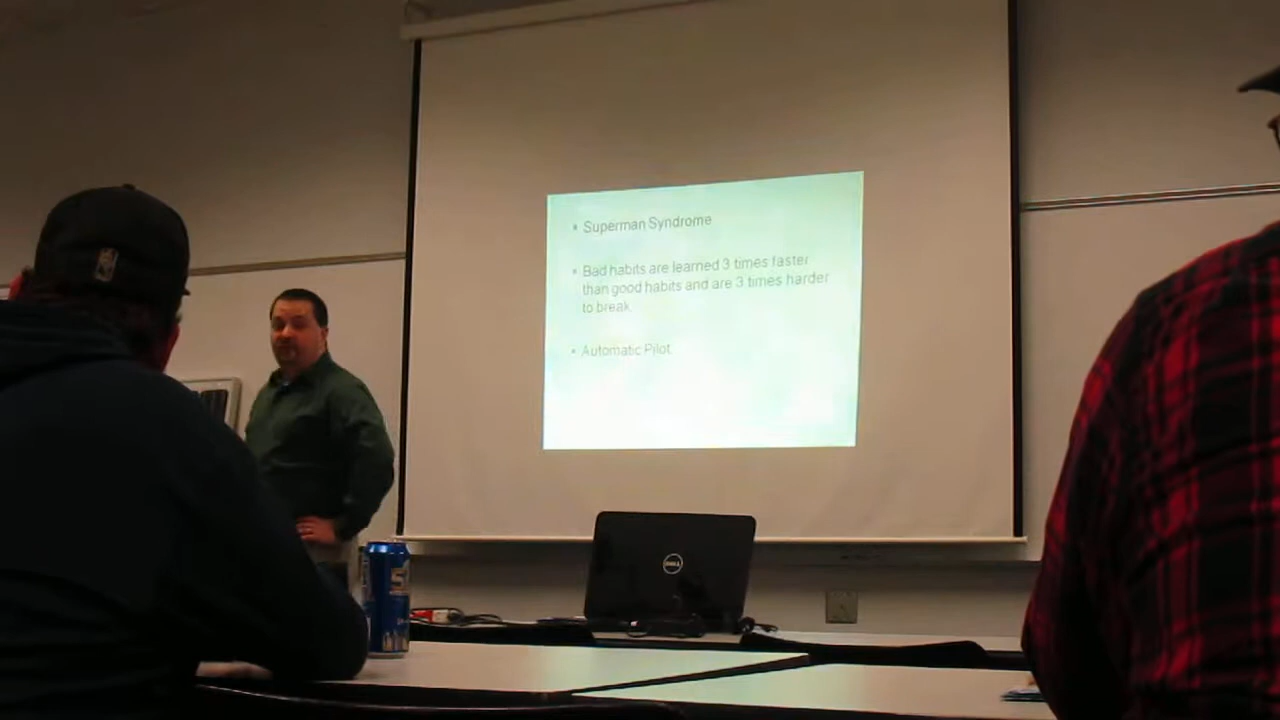 • Superman Syndrome
• Bad habits are learned 3 times faster
than good habits and are 3 times harder
to break
• Automatic Pilot
DELL